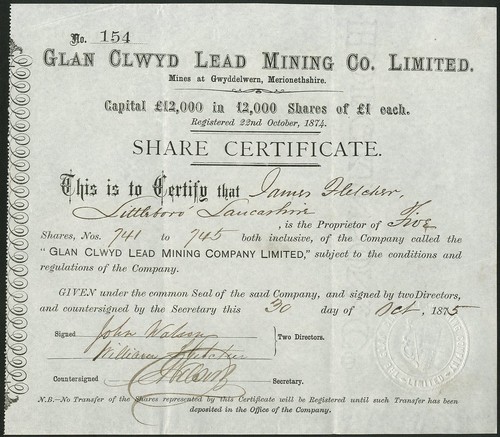 No. 154
GLAN CLWYD LEAD MINING CO. LIMITED.
Mines at Gwyddelwern, Merionethshire.
Capital £12,000 in 12,000 Shares of £1 each.
Registered 22nd October, 1874.
SHARE CERTIFICATE.
This is to Certify that James Fletcher,
Littleboro' Lancashire
, is the Proprietor of Five
Shares, Nos. 741 to 745 both inclusive, of the Company called the
"GLAN CLWYD LEAD MINING COMPANY LIMITED," subject to the conditions and
regulations of the Company.
GIVEN under the common Seal of the said Company, and signed by two Directors,
and countersigned by the Secretary this 30 day of Oct, 1875
Signed John Watson
William
Two Directors.
Countersigned
Secretary.
N.B.—No Transfer of the Shares represented by this Certificate will be Registered until such Transfer has been
deposited in the Office of the Company.
LIMITED